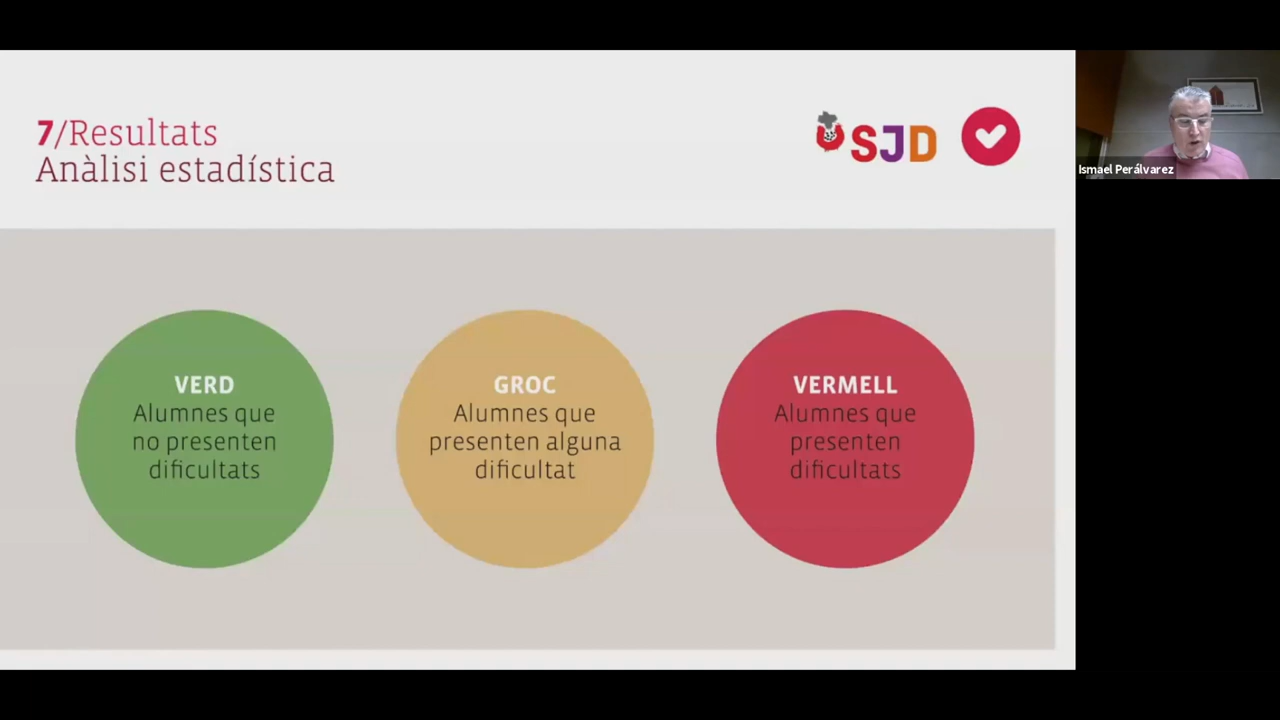 7/Resultats
Anàlisi estadística
SJD
Ismael Perálvarez
VERD
Alumnes que
no presenten
dificultats
GROC
Alumnes que
presenten alguna
dificultat
VERMELL
Alumnes que
presenten
dificultats